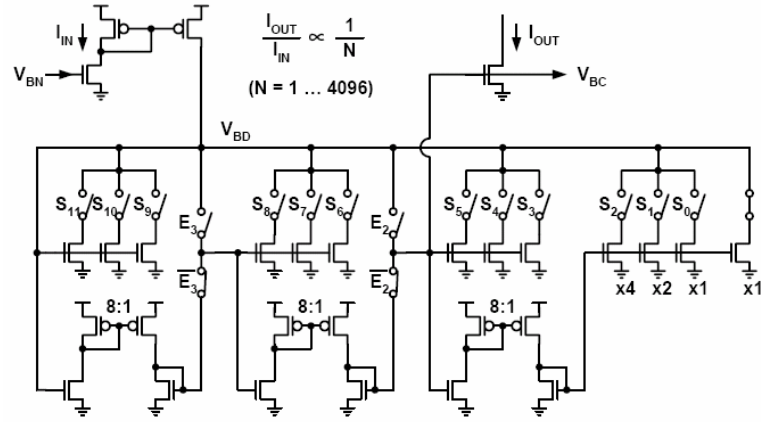 I_IN
I_OUT / I_IN ∝ 1 / N
I_OUT
V_BN
V_BC
(N = 1 ... 4096)
V_BD
S_11 S_10 S_9 E_3 S_8 S_7 S_6 E_2 S_5 S_4 S_3 S_2 S_1 S_0
E̅_3 E̅_2
x4 x2 x1 x1
8:1 8:1 8:1